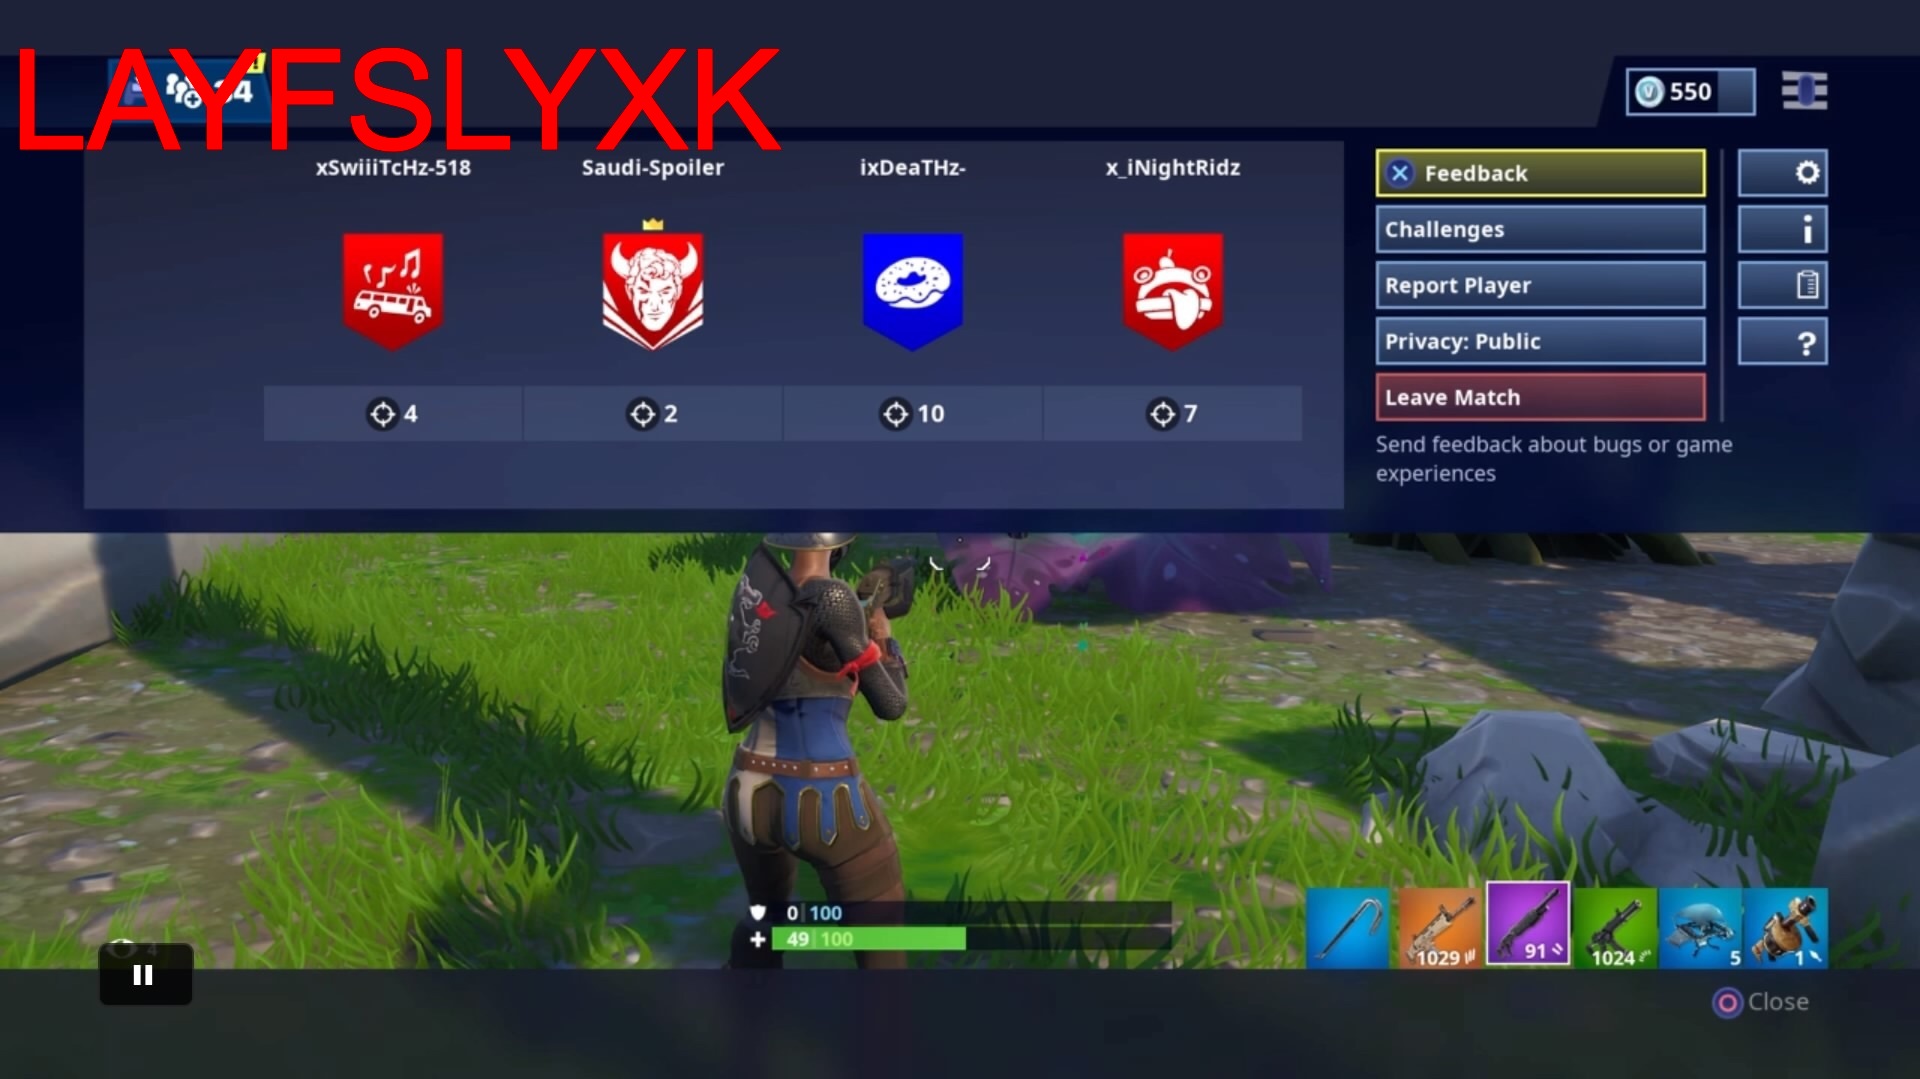 LAYFSLYXK
550
xSwiiiTcHz-518
Saudi-Spoiler
ixDeaTHz-
x_iNightRidz
4
2
10
7
Feedback
Challenges
Report Player
Privacy: Public
Leave Match
Send feedback about bugs or game
experiences
0 | 100
49 | 100
1029
91
1024
5
1
Close